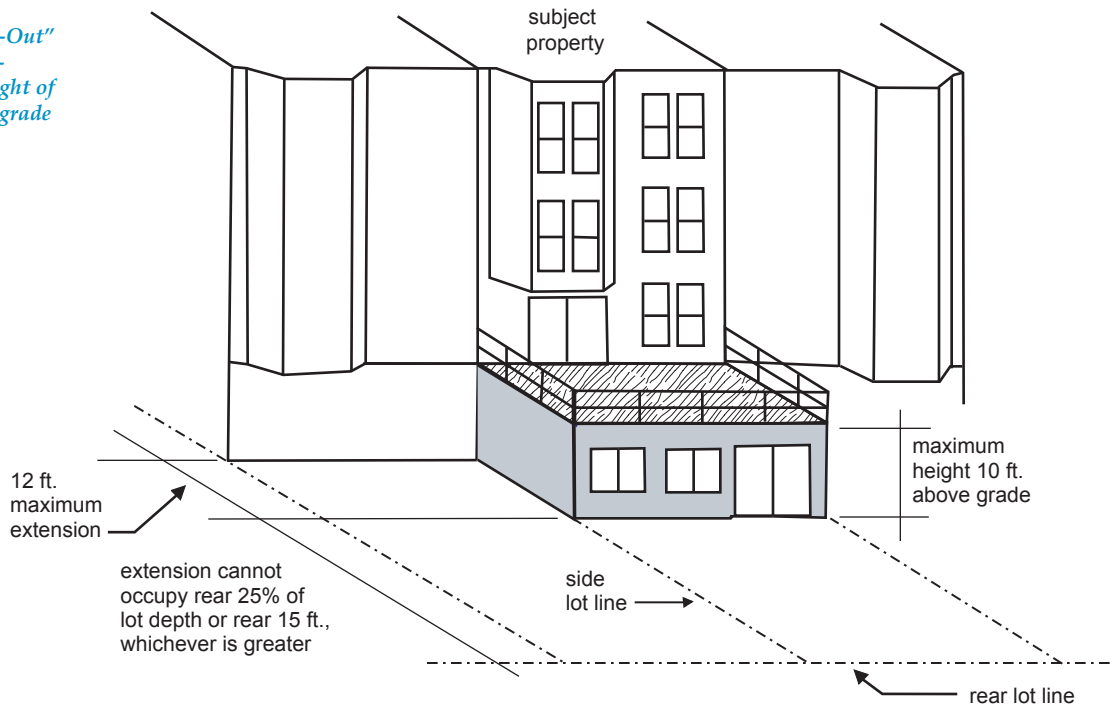 -Out”
-
ght of
grade
subject
property
maximum
height 10 ft.
above grade
12 ft.
maximum
extension
extension cannot
occupy rear 25% of
lot depth or rear 15 ft.,
whichever is greater
side
lot line
rear lot line